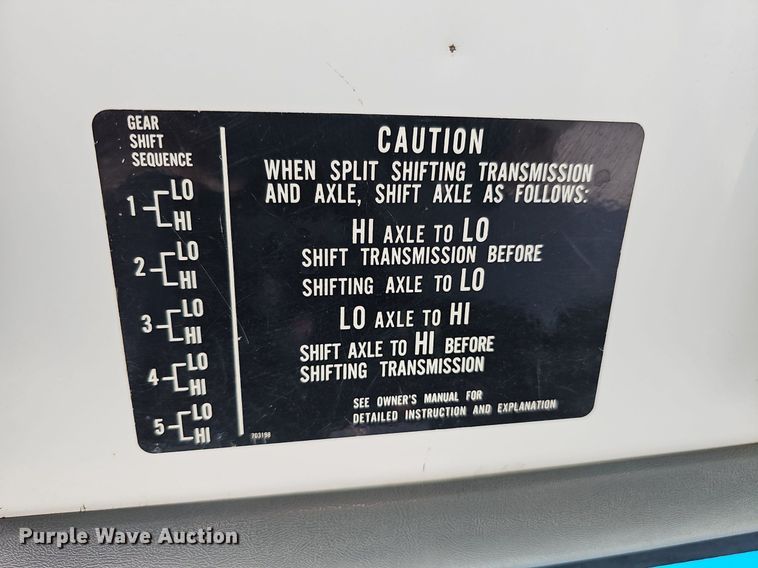 GEAR
SHIFT
SEQUENCE
1 LO
HI
2 LO
HI
3 LO
HI
4 LO
HI
5 LO
HI
CAUTION
WHEN SPLIT SHIFTING TRANSMISSION
AND AXLE, SHIFT AXLE AS FOLLOWS:
HI AXLE TO LO
SHIFT TRANSMISSION BEFORE
SHIFTING AXLE TO LO
LO AXLE TO HI
SHIFT AXLE TO HI BEFORE
SHIFTING TRANSMISSION
SEE OWNER'S MANUAL FOR
DETAILED INSTRUCTION AND EXPLANATION
703198
Purple Wave Auction